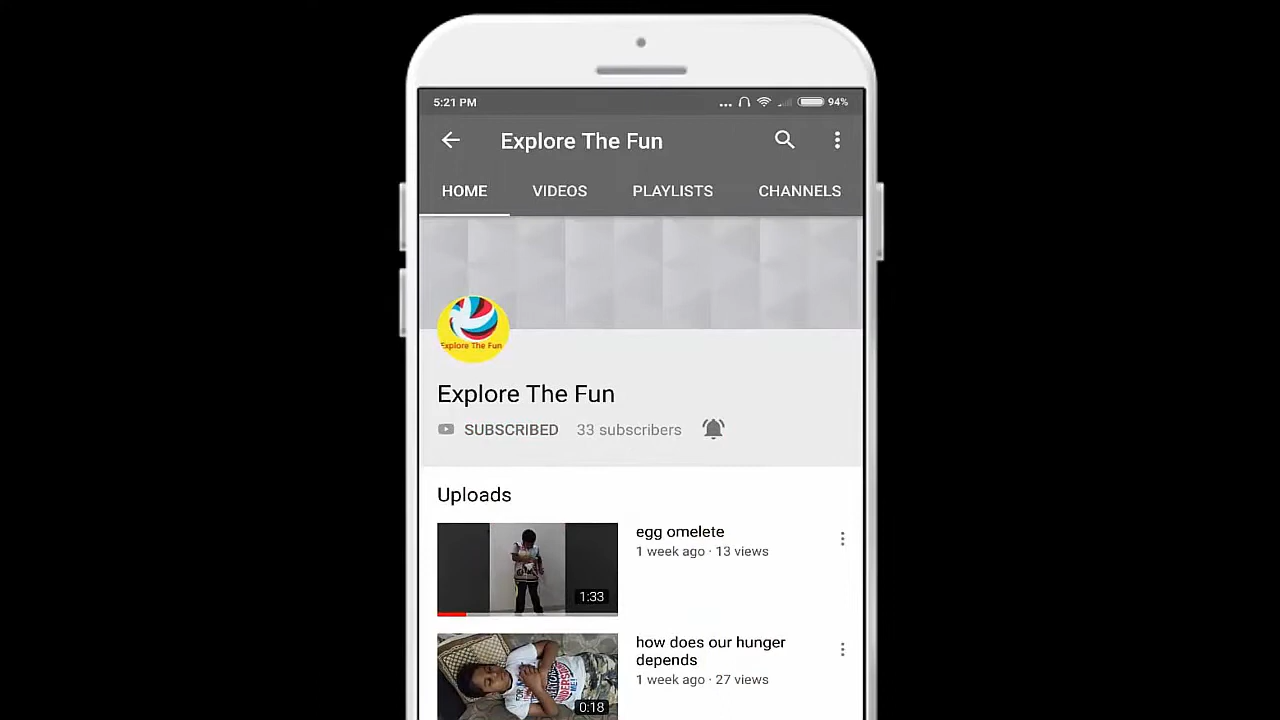 5:21 PM
94%
Explore The Fun
HOME VIDEOS PLAYLISTS CHANNELS
Explore The Fun
Explore The Fun
SUBSCRIBED 33 subscribers
Uploads
egg omelete
1 week ago · 13 views
1:33
how does our hunger
depends
1 week ago · 27 views
0:18